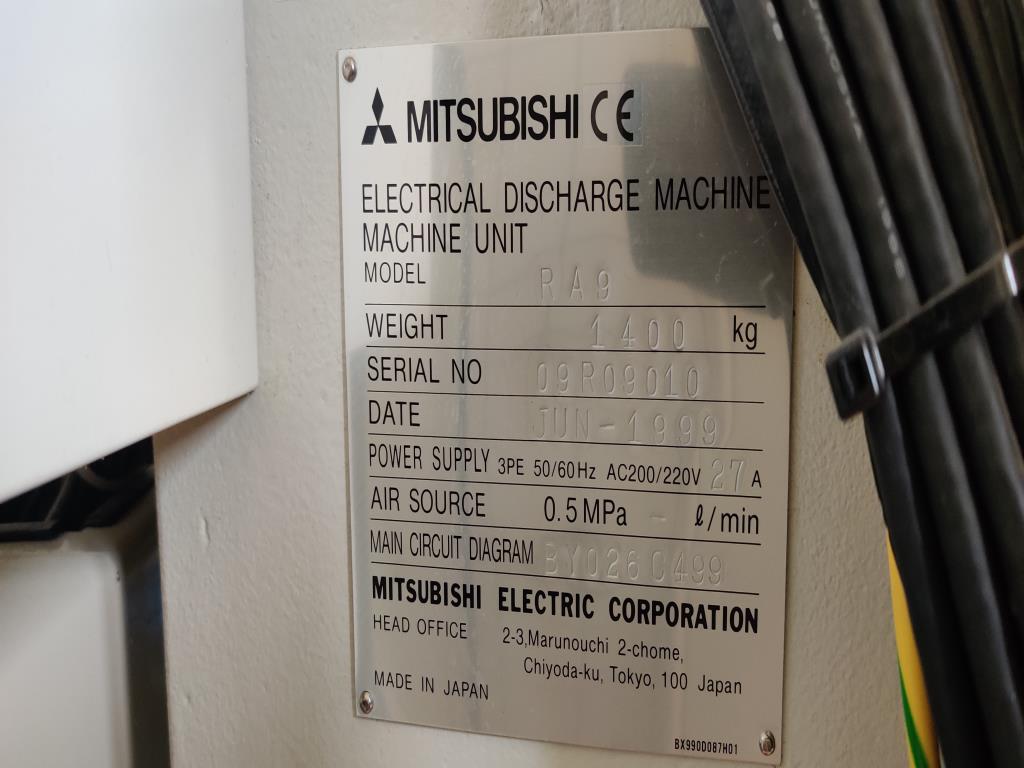 MITSUBISHI CE
ELECTRICAL DISCHARGE MACHINE
MACHINE UNIT
MODEL RA9
WEIGHT 1400 kg
SERIAL NO 09R09010
DATE JUN-1999
POWER SUPPLY 3PE 50/60Hz AC200/220V 27 A
AIR SOURCE 0.5MPa - ℓ/min
MAIN CIRCUIT DIAGRAM BY026C499
MITSUBISHI ELECTRIC CORPORATION
HEAD OFFICE 2-3,Marunouchi 2-chome,
Chiyoda-ku, Tokyo, 100 Japan
MADE IN JAPAN
BX990D087H01